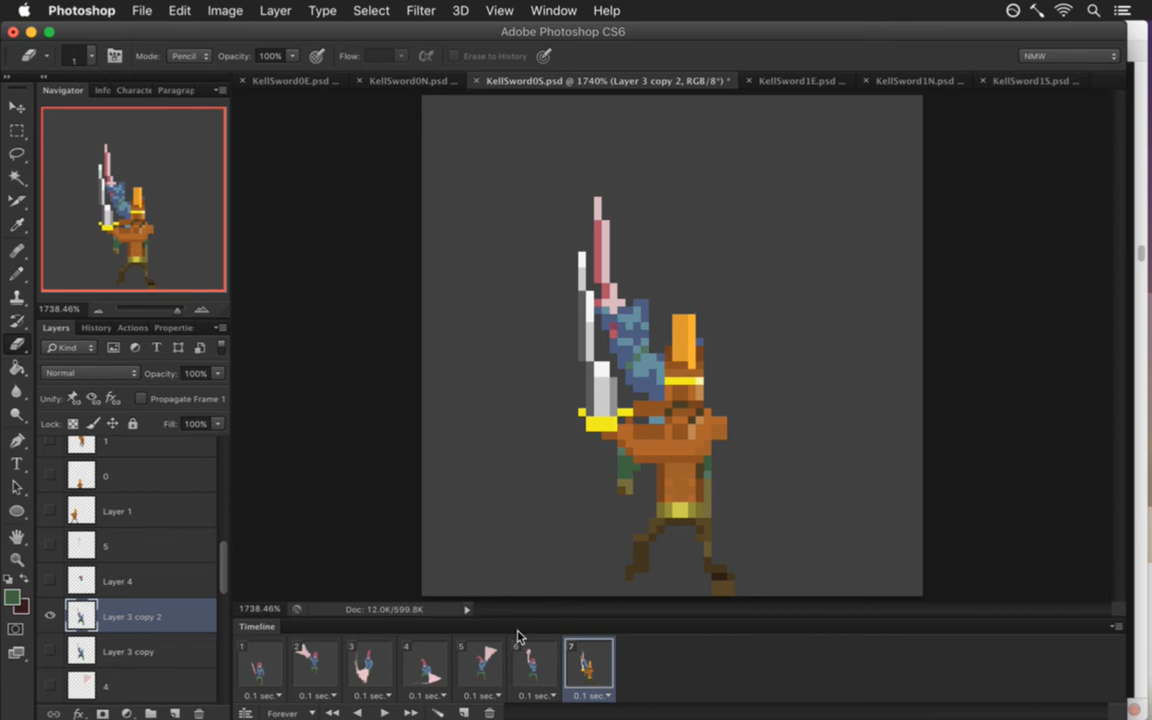 Photoshop File Edit Image Layer Type Select Filter 3D View Window Help
Adobe Photoshop CS6
1 Mode: Pencil Opacity: 100% Flow: Erase to History NMW
KellSword0E.psd ... KellSword0N.psd ... KellSword0S.psd @ 1740% (Layer 3 copy 2, RGB/8*) * KellSword1E.psd ... KellSword1N.psd ... KellSword1S.psd ...
Navigator Info Characte Paragrap
1738.46%
Layers History Actions Propertie
Kind
Normal Opacity: 100%
Unify: Propagate Frame 1
Lock: Fill: 100%
1
0
Layer 1
5
Layer 4
Layer 3 copy 2
Layer 3 copy
4
1738.46% Doc: 12.0K/599.8K
Timeline
1 2 3 4 5 6 7
0.1 sec. 0.1 sec. 0.1 sec. 0.1 sec. 0.1 sec. 0.1 sec. 0.1 sec.
Forever
fx